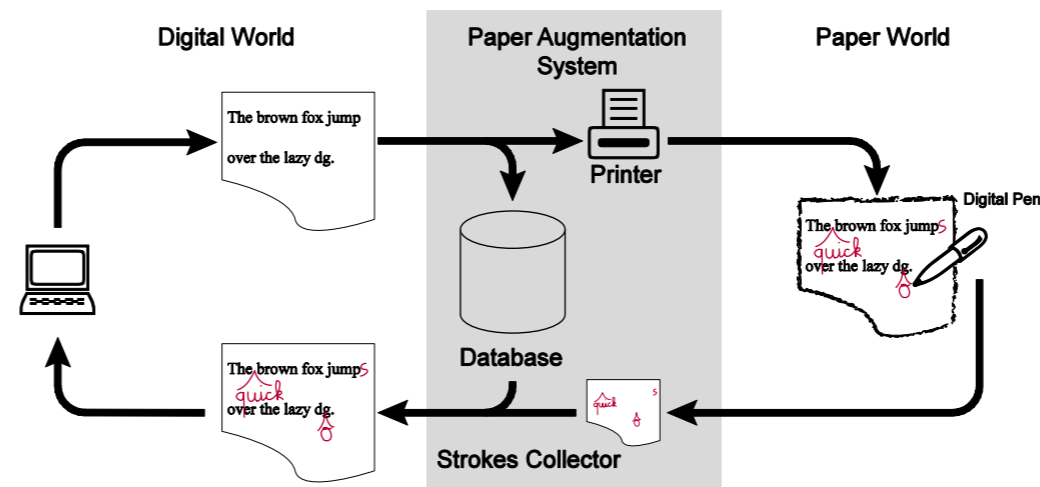 Digital World
Paper Augmentation
System
Paper World
The brown fox jump
over the lazy dg.
Printer
Digital Pen
The brown fox jumps
quick
over the lazy dg.
o
Database
The brown fox jumps
quick
over the lazy dg.
o
s
quick
o
Strokes Collector